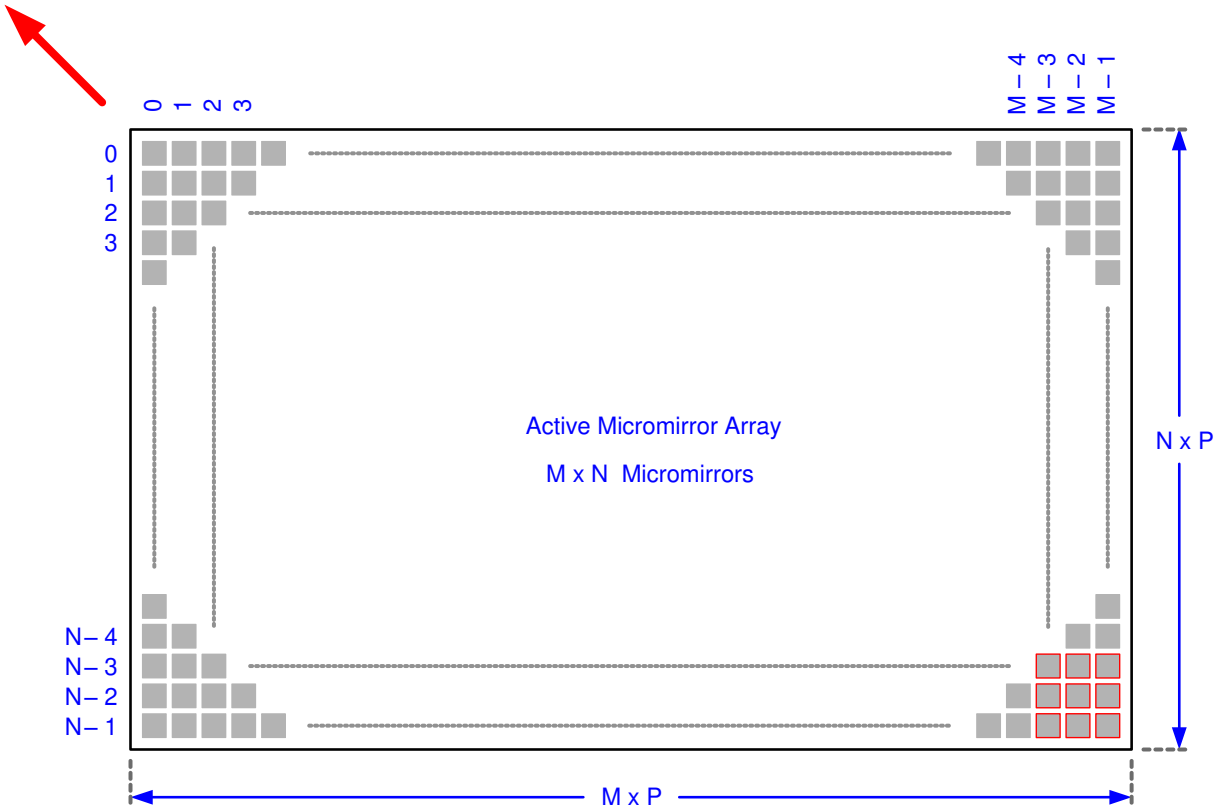 0 1 2 3
M – 4 M – 3 M – 2 M – 1
0
1
2
3
Active Micromirror Array
M x N Micromirrors
N x P
N – 4
N – 3
N – 2
N – 1
M x P